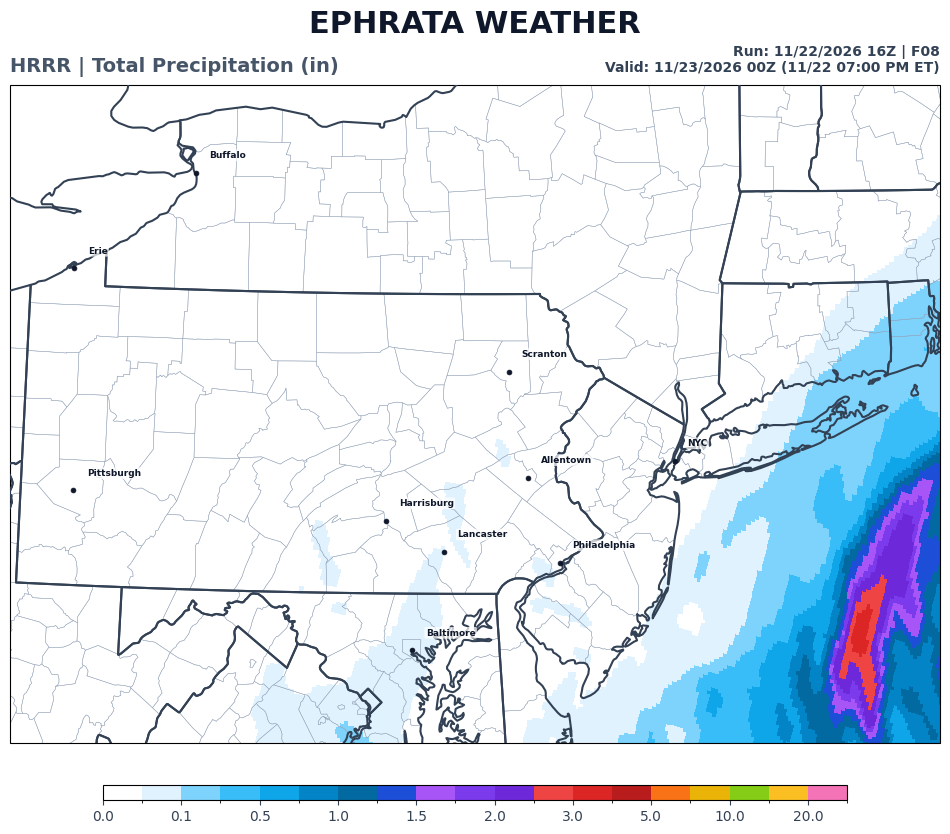 EPHRATA WEATHER
HRRR | Total Precipitation (in)
Run: 11/22/2026 16Z | F08
Valid: 11/23/2026 00Z (11/22 07:00 PM ET)
Buffalo
Erie
Scranton
NYC
Allentown
Pittsburgh
Harrisburg
Lancaster
Philadelphia
Baltimore
0.0 0.1 0.5 1.0 1.5 2.0 3.0 5.0 10.0 20.0